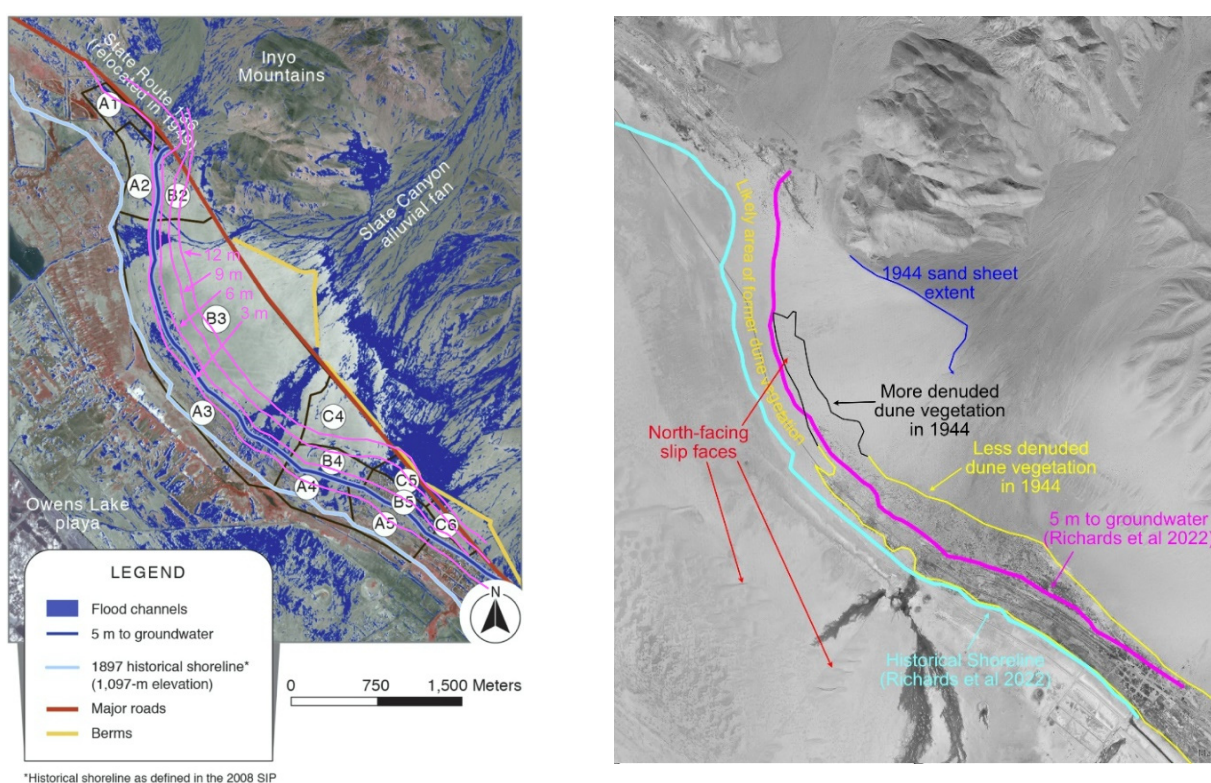 State Route 136
(relocated in 1949)
Inyo
Mountains
Slate Canyon
alluvial fan
A1
A2
B2
12 m
9 m
6 m
3 m
B3
A3
C4
B4
C5
A4
B5
A5
C6
Owens Lake
playa
LEGEND
Flood channels
5 m to groundwater
1897 historical shoreline*
(1,097-m elevation)
Major roads
Berms
N
0 750 1,500 Meters
*Historical shoreline as defined in the 2008 SIP
Likely area of former dune vegetation
1944 sand sheet
extent
More denuded
dune vegetation
in 1944
North-facing
slip faces
Less denuded
dune vegetation
in 1944
5 m to groundwater
(Richards et al 2022)
Historical Shoreline
(Richards et al 2022)